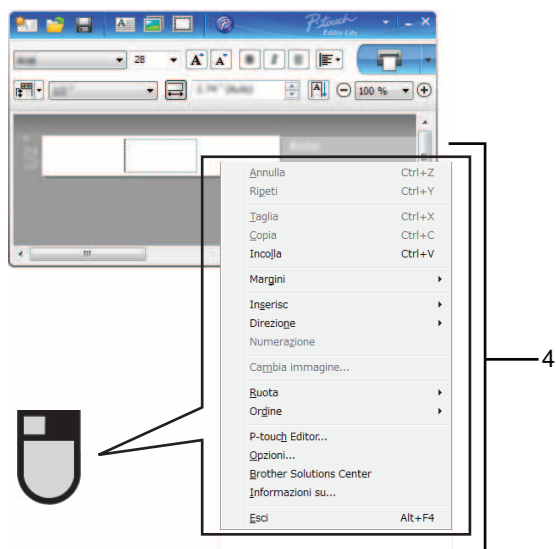 P-touch
Editor Lite
28 A A
A 100 %
Annulla Ctrl+Z
Ripeti Ctrl+Y
Taglia Ctrl+X
Copia Ctrl+C
Incolla Ctrl+V
Margini
Inserisc
Direzione
Numerazione
Cambia immagine...
Ruota
Ordine
P-touch Editor...
Opzioni...
Brother Solutions Center
Informazioni su...
Esci Alt+F4
4